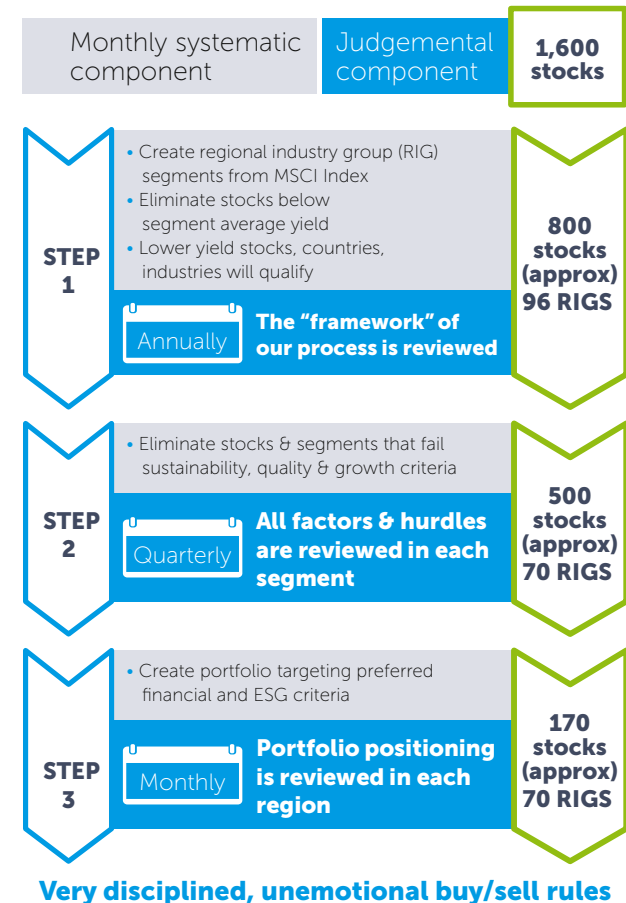 Monthly systematic
component
Judgemental
component
1,600
stocks
STEP
1
• Create regional industry group (RIG)
segments from MSCI Index
• Eliminate stocks below
segment average yield
• Lower yield stocks, countries,
industries will qualify
Annually
The “framework” of
our process is reviewed
800
stocks
(approx)
96 RIGS
STEP
2
• Eliminate stocks & segments that fail
sustainability, quality & growth criteria
Quarterly
All factors & hurdles
are reviewed in each
segment
500
stocks
(approx)
70 RIGS
STEP
3
• Create portfolio targeting preferred
financial and ESG criteria
Monthly
Portfolio positioning
is reviewed in each
region
170
stocks
(approx)
70 RIGS
Very disciplined, unemotional buy/sell rules